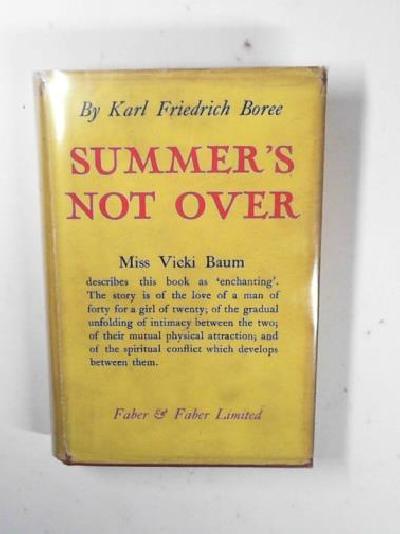 By Karl Friedrich Boree
SUMMER'S
NOT OVER
Miss Vicki Baum
describes this book as 'enchanting'.
The story is of the love of a man of
forty for a girl of twenty; of the gradual
unfolding of intimacy between the two;
of their mutual physical attraction; and
of the spiritual conflict which develops
between them.
Faber & Faber Limited